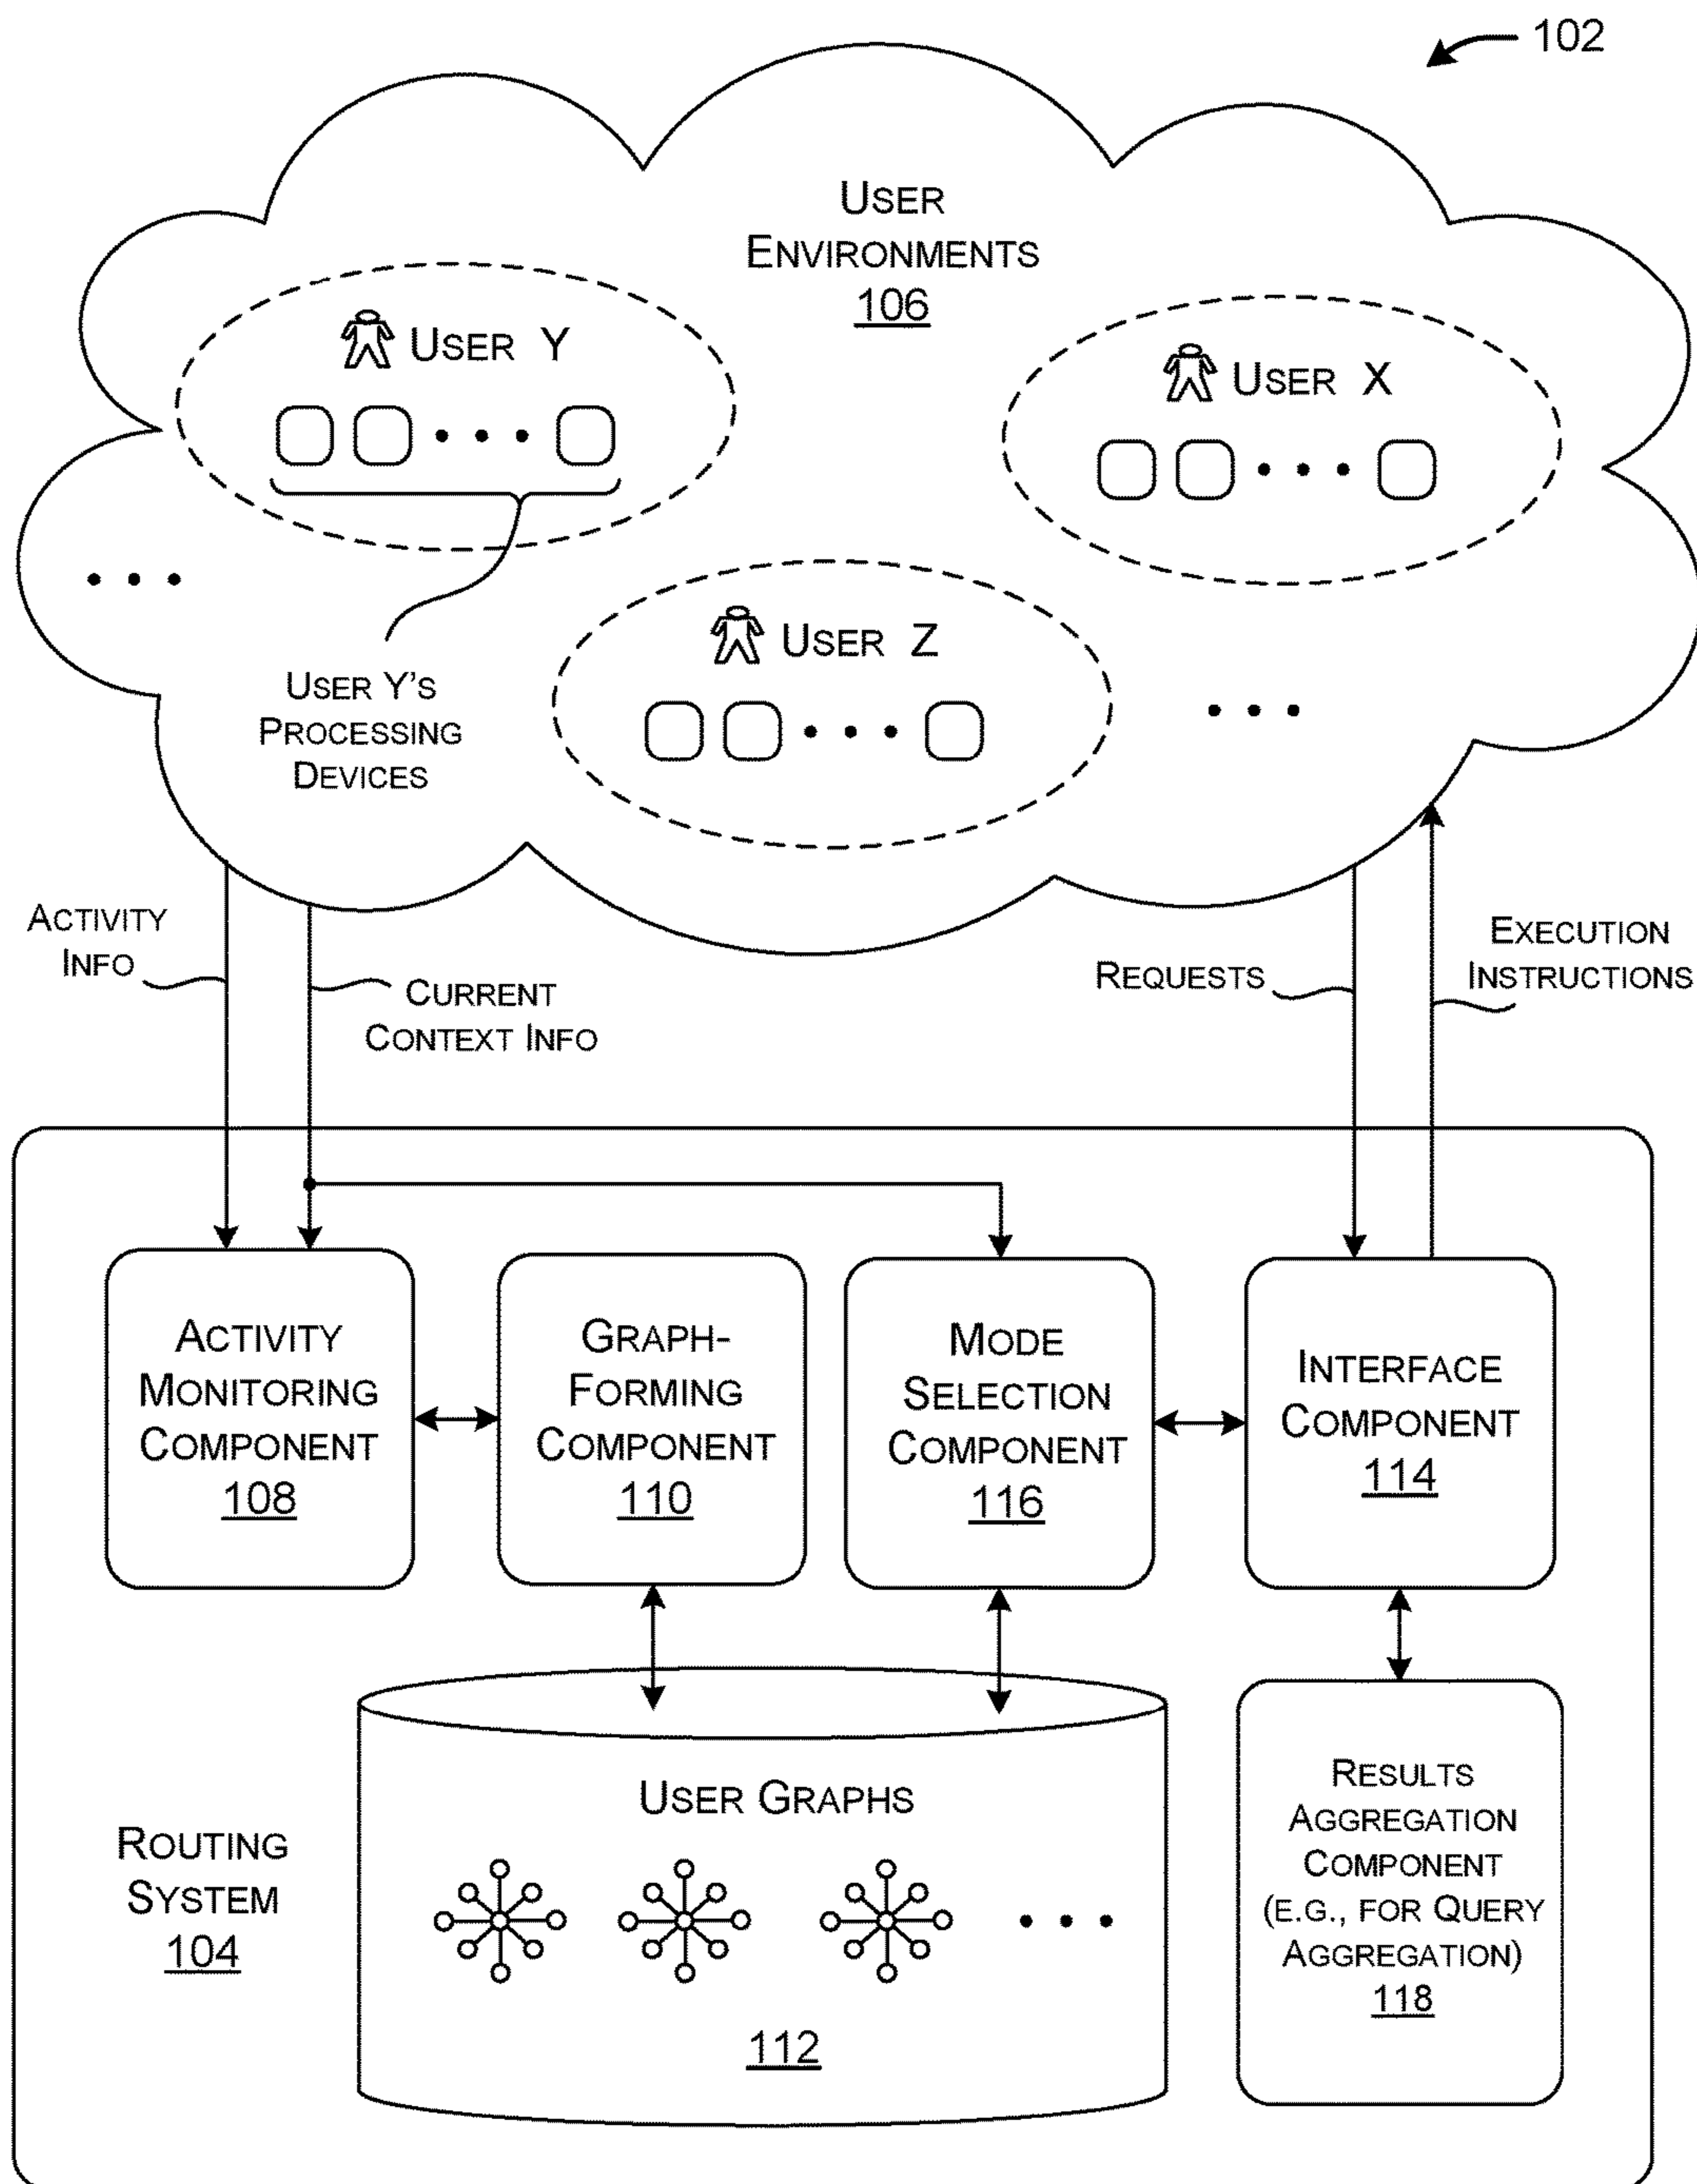 102
USER
ENVIRONMENTS
106
USER Y
USER X
USER Z
USER Y'S
PROCESSING
DEVICES
ACTIVITY
INFO
CURRENT
CONTEXT INFO
REQUESTS
EXECUTION
INSTRUCTIONS
ACTIVITY
MONITORING
COMPONENT
108
GRAPH-
FORMING
COMPONENT
110
MODE
SELECTION
COMPONENT
116
INTERFACE
COMPONENT
114
ROUTING
SYSTEM
104
USER GRAPHS
112
RESULTS
AGGREGATION
COMPONENT
(E.G., FOR QUERY
AGGREGATION)
118